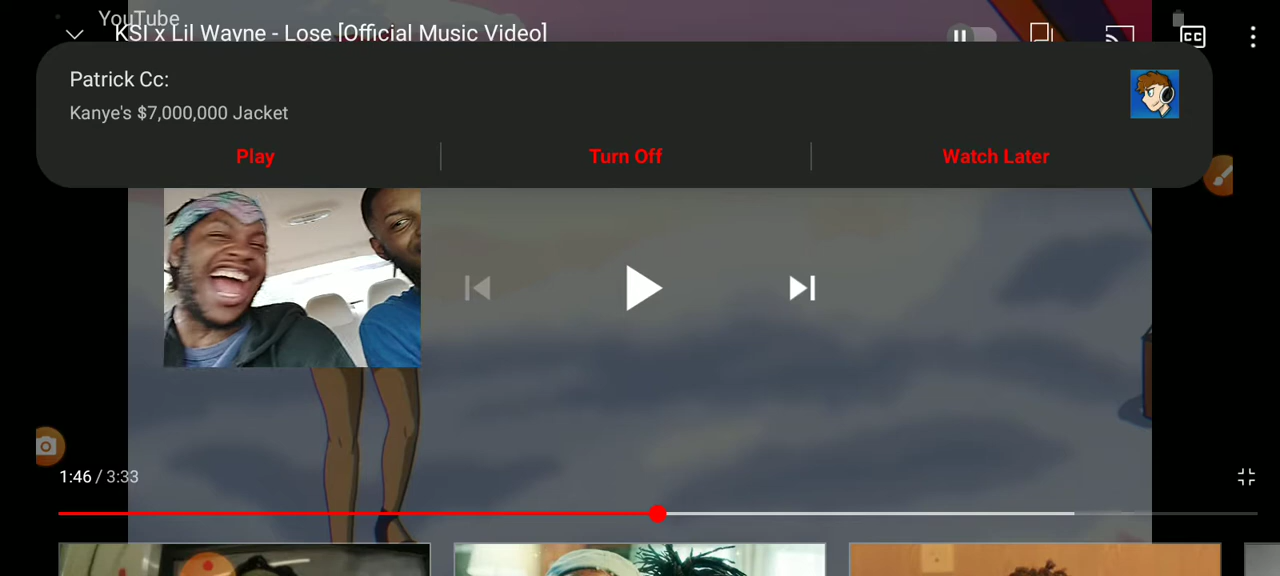 YouTube
KSI x Lil Wayne - Lose [Official Music Video]
CC
Patrick Cc:
Kanye's $7,000,000 Jacket
Play
Turn Off
Watch Later
1:46 / 3:33